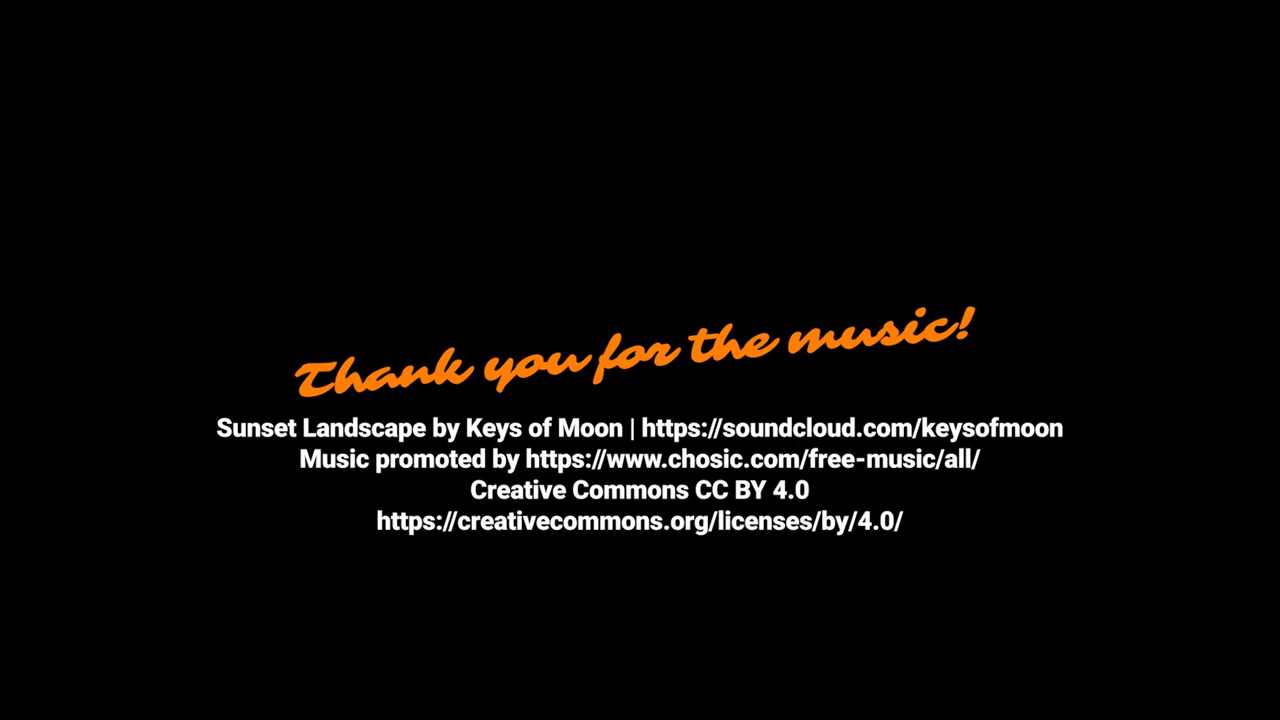 Thank you for the music!
Sunset Landscape by Keys of Moon | https://soundcloud.com/keysofmoon
Music promoted by https://www.chosic.com/free-music/all/
Creative Commons CC BY 4.0
https://creativecommons.org/licenses/by/4.0/